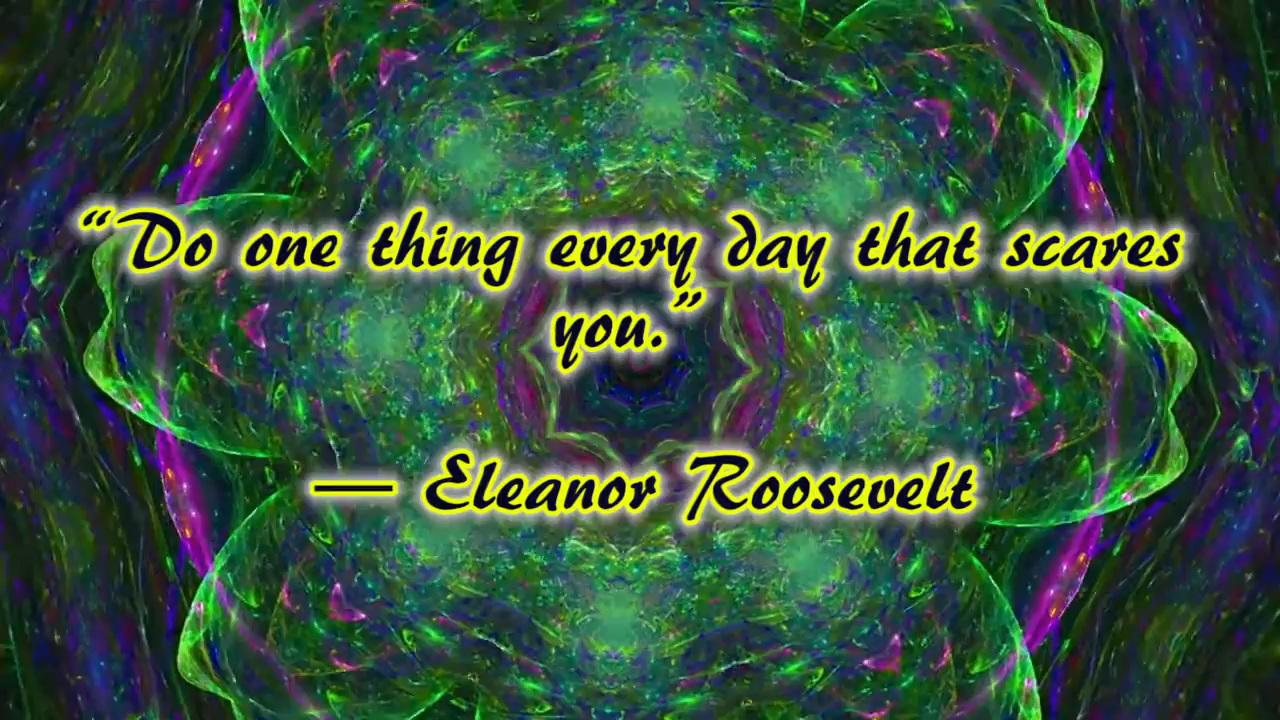 “Do one thing every day that scares
you.”
— Eleanor Roosevelt